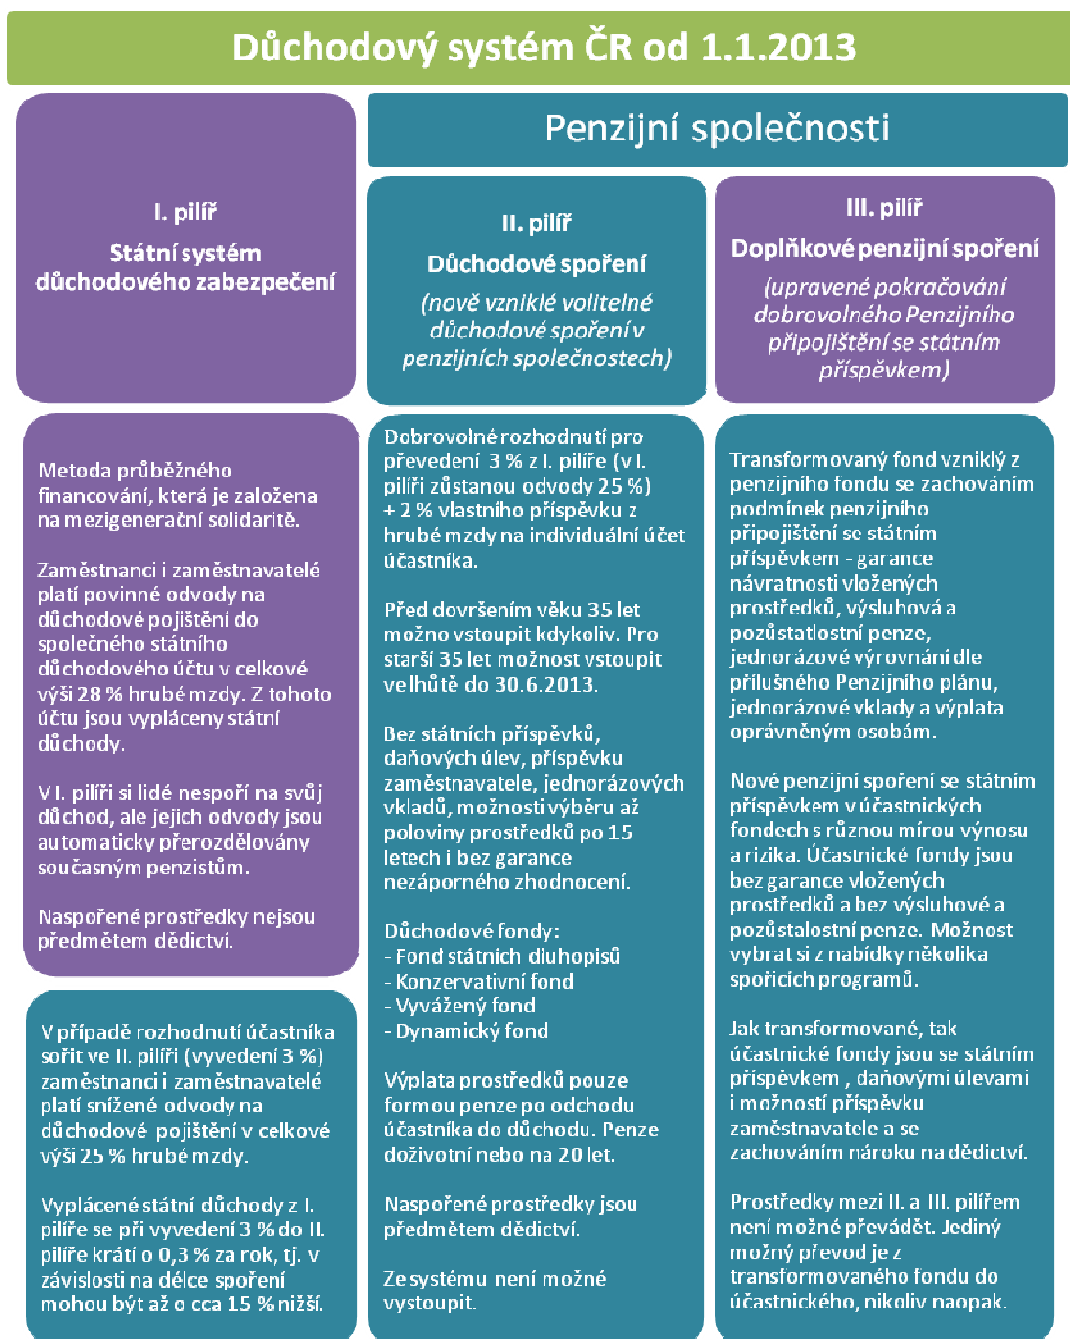 Důchodový systém ČR od 1.1.2013
I. pilíř
Státní systém
důchodového zabezpečení
Penzijní společnosti
II. pilíř
Důchodové spoření
(nově vzniklé volitelné
důchodové spoření v
penzijních společnostech)
III. pilíř
Doplňkové penzijní spoření
(upravené pokračování
dobrovolného Penzijního
připojištění se státním
příspěvkem)
Metoda průběžného
financování, která je založena
na mezigenerační solidaritě.
Zaměstnanci i zaměstnavatelé
platí povinné odvody na
důchodové pojištění do
společného státního
důchodového účtu v celkové
výši 28 % hrubé mzdy. Z tohoto
účtu jsou vypláceny státní
důchody.
V I. pilíři si lidé nespoří na svůj
důchod, ale jejich odvody jsou
automaticky přerozdělovány
současným penzistům.
Naspořené prostředky nejsou
předmětem dědictví.
V případě rozhodnutí účastníka
sořit ve II. pilíři (vyvedení 3 %)
zaměstnanci i zaměstnavatelé
platí snížené odvody na
důchodové pojištění v celkové
výši 25 % hrubé mzdy.
Vyplácené státní důchody z I.
pilíře se při vyvedení 3 % do II.
pilíře krátí o 0,3 % za rok, tj. v
závislosti na délce spoření
mohou být až o cca 15 % nižší.
Dobrovolné rozhodnutí pro
převedení 3 % z I. pilíře (v I.
pilíři zůstanou odvody 25 %)
+ 2 % vlastního příspěvku z
hrubé mzdy na individuální účet
účastníka.
Před dovršením věku 35 let
možno vstoupit kdykoliv. Pro
starší 35 let možnost vstoupit
ve lhůtě do 30.6.2013.
Bez státních příspěvků,
daňových úlev, příspěvku
zaměstnavatele, jednorázových
vkladů, možnosti výběru až
poloviny prostředků po 15
letech i bez garance
nezáporného zhodnocení.
Důchodové fondy:
- Fond státních dluhopisů
- Konzervativní fond
- Vyvážený fond
- Dynamický fond
Výplata prostředků pouze
formou penze po odchodu
účastníka do důchodu. Penze
doživotní nebo na 20 let.
Naspořené prostředky jsou
předmětem dědictví.
Ze systému není možné
vystoupit.
Transformovaný fond vzniklý z
penzijního fondu se zachováním
podmínek penzijního
připojištění se státním
příspěvkem - garance
návratnosti vložených
prostředků, výsluhová a
pozůstatlostní penze,
jednorázové výrovnání dle
přílušného Penzijního plánu,
jednorázové vklady a výplata
oprávněným osobám.
Nové penzijní spoření se státním
příspěvkem v účastnických
fondech s různou mírou výnosu
a rizika. Účastnické fondy jsou
bez garance vložených
prostředků a bez výsluhové a
pozůstalostní penze. Možnost
vybrat si z nabídky několika
spořicích programů.
Jak transformované, tak
účastnické fondy jsou se státním
příspěvkem , daňovými úlevami
i možností příspěvku
zaměstnavatele a se
zachováním nároku na dědictví.
Prostředky mezi II. a III. pilířem
není možné převádět. Jediný
možný převod je z
transformovaného fondu do
účastnického, nikoliv naopak.